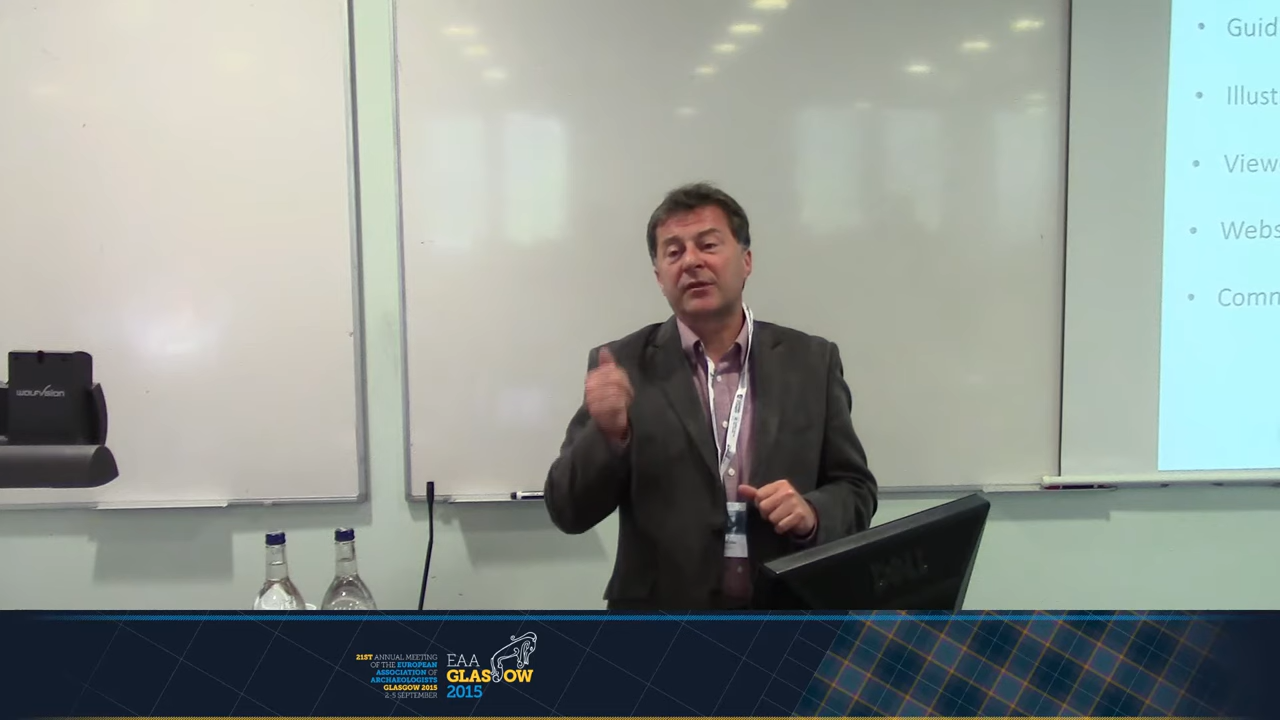 • Guid
• Illust
• View
• Webs
• Comm
WOLFVISION
DELL
21ST ANNUAL MEETING
OF THE EUROPEAN
ASSOCIATION OF
ARCHAEOLOGISTS
GLASGOW 2015
2-5 SEPTEMBER
EAA
GLASGOW
2015